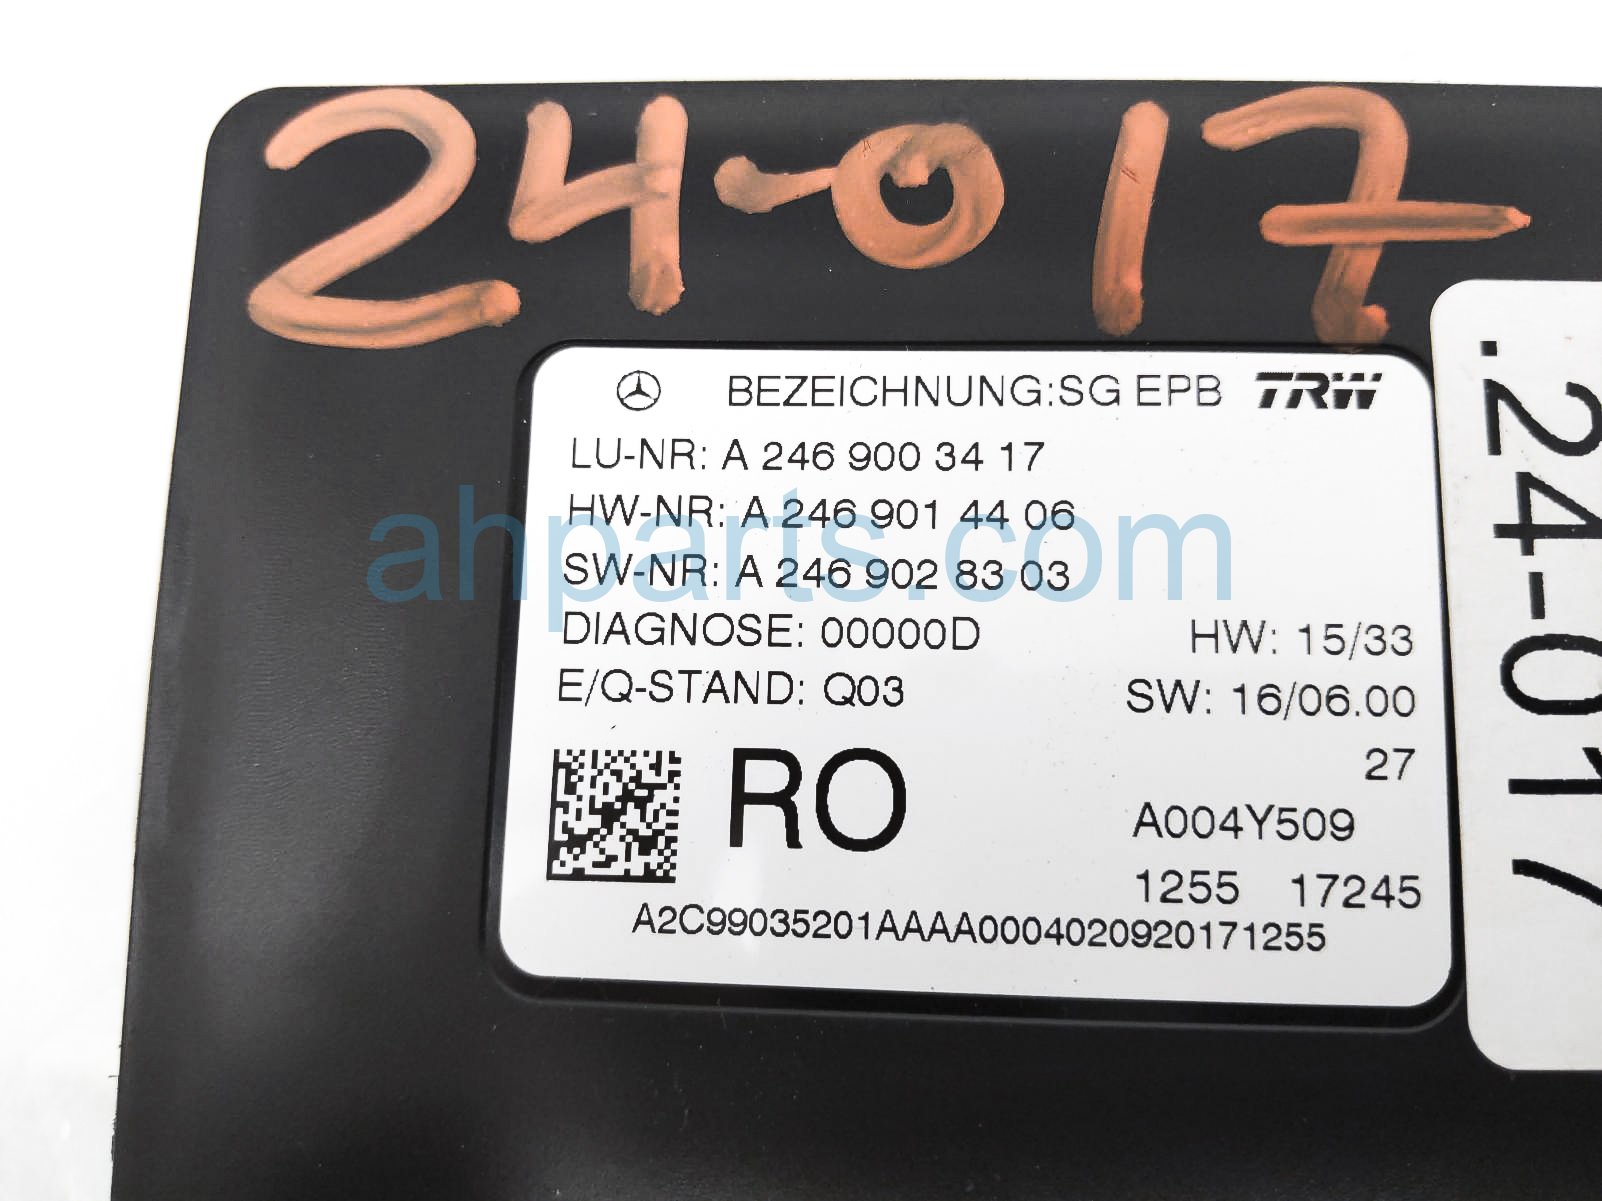 24-017
BEZEICHNUNG:SG EPB TRW
LU-NR: A 246 900 34 17
HW-NR: A 246 901 44 06
SW-NR: A 246 902 83 03
DIAGNOSE: 00000D HW: 15/33
E/Q-STAND: Q03 SW: 16/06.00
27
RO
A004Y509
1255 17245
A2C99035201AAAA0004020920171255
.24-017
ahparts.com